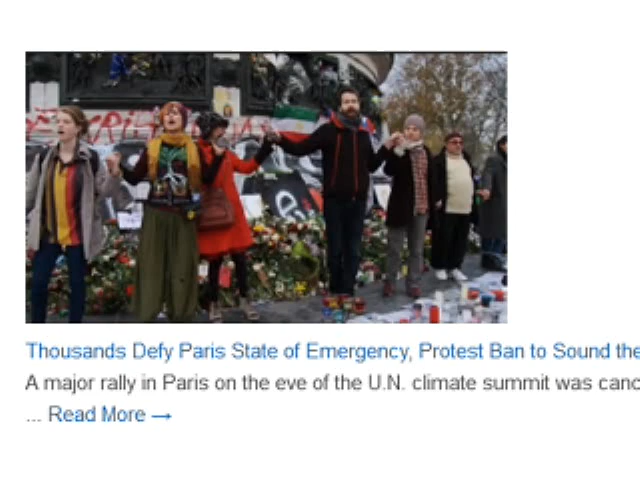 Thousands Defy Paris State of Emergency, Protest Ban to Sound the
A major rally in Paris on the eve of the U.N. climate summit was canc
... Read More →